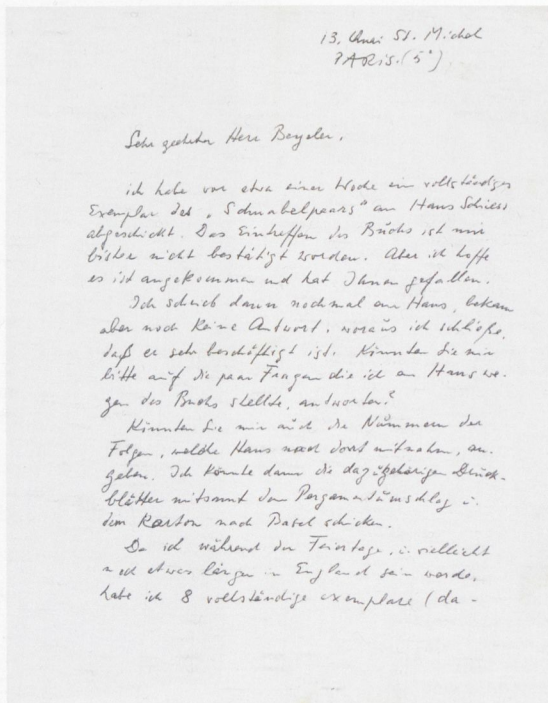 13. Quai St. Michel
PARIS. (5°)
Sehr geehrter Herr Beyeler,
ich habe vor etwa einer Woche ein vollständiges
Exemplar des „Schnabelpaars" an Hans Schiess
abgeschickt. Das Eintreffen des Buchs ist mir
bisher nicht bestätigt worden. Aber ich hoffe
es ist angekommen und hat Ihnen gefallen.
Ich schrieb dann nochmal an Hans, bekam
aber noch keine Antwort, woraus ich schließe,
daß er sehr beschäftigt ist. Könnten Sie mir
bitte auf die paar Fragen die ich an Hans we-
gen des Buchs stellte, antworten?
Könnten Sie mir auch die Nummern der
Folgen, welche Hans nach dort mitnahm, an-
geben. Ich könnte dann die dazugehörigen Druck-
blätter mitsamt dem Pergamentumschlag u.
dem Karton nach Basel schicken.
Da ich während der Feiertage, u. vielleicht
noch etwas länger in England sein werde,
habe ich 8 vollständige exemplare (da-